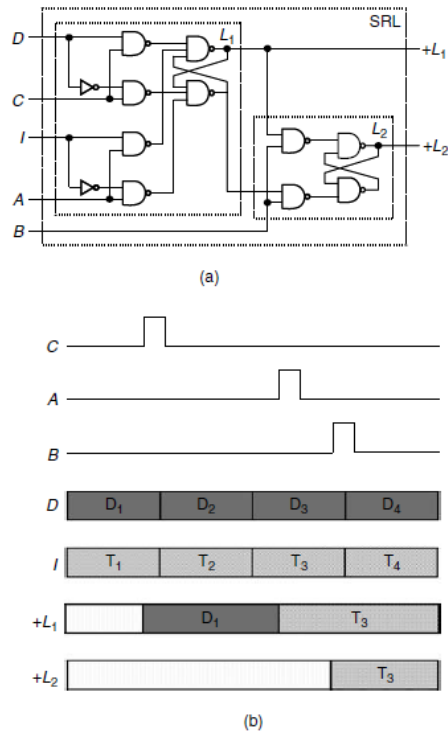 SRL
D
L1
+L1
C
I
L2
+L2
A
B
(a)
C
A
B
D D1 D2 D3 D4
I T1 T2 T3 T4
+L1 D1 T3
+L2 T3
(b)